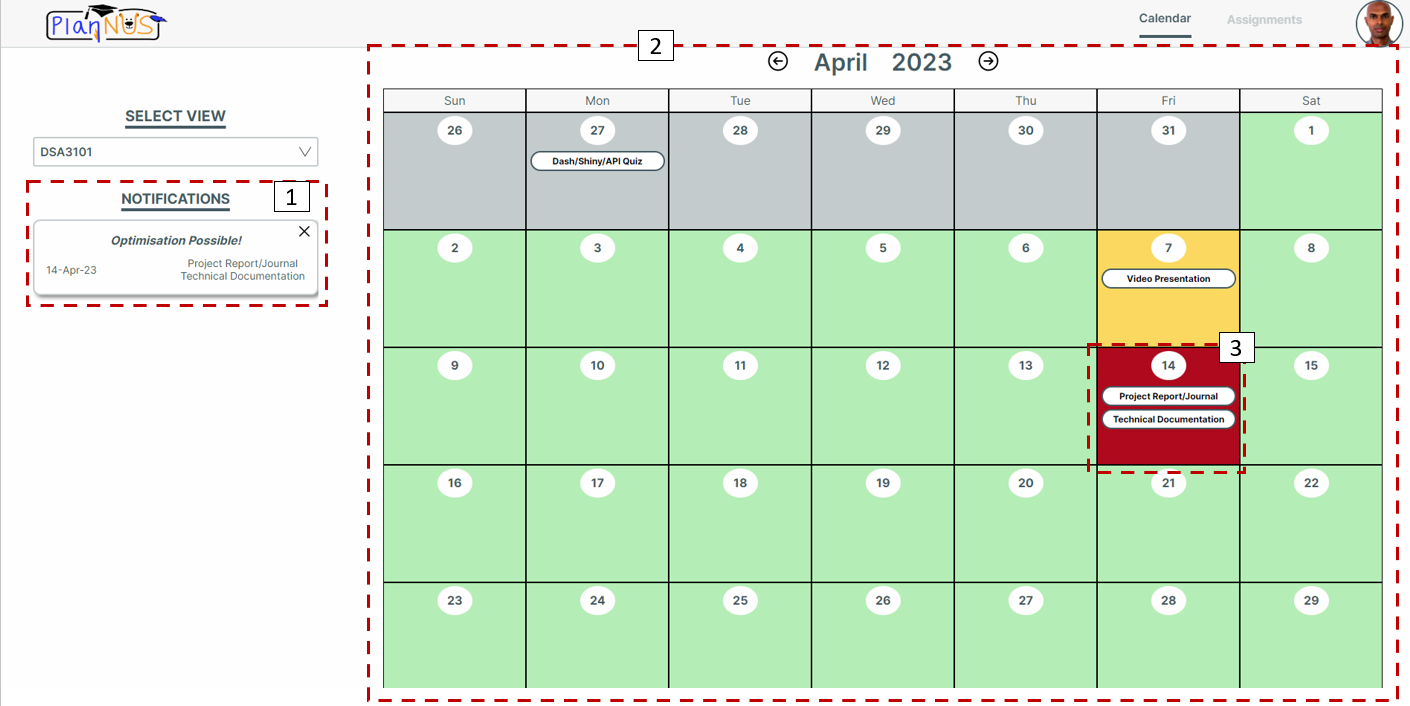 PlanNUS
Calendar
Assignments
2
April 2023
SELECT VIEW
DSA3101
NOTIFICATIONS
1
Optimisation Possible!
14-Apr-23
Project Report/Journal
Technical Documentation
Sun Mon Tue Wed Thu Fri Sat
26 27 28 29 30 31 1
Dash/Shiny/API Quiz
2 3 4 5 6 7 8
Video Presentation
3
9 10 11 12 13 14 15
Project Report/Journal
Technical Documentation
16 17 18 19 20 21 22
23 24 25 26 27 28 29